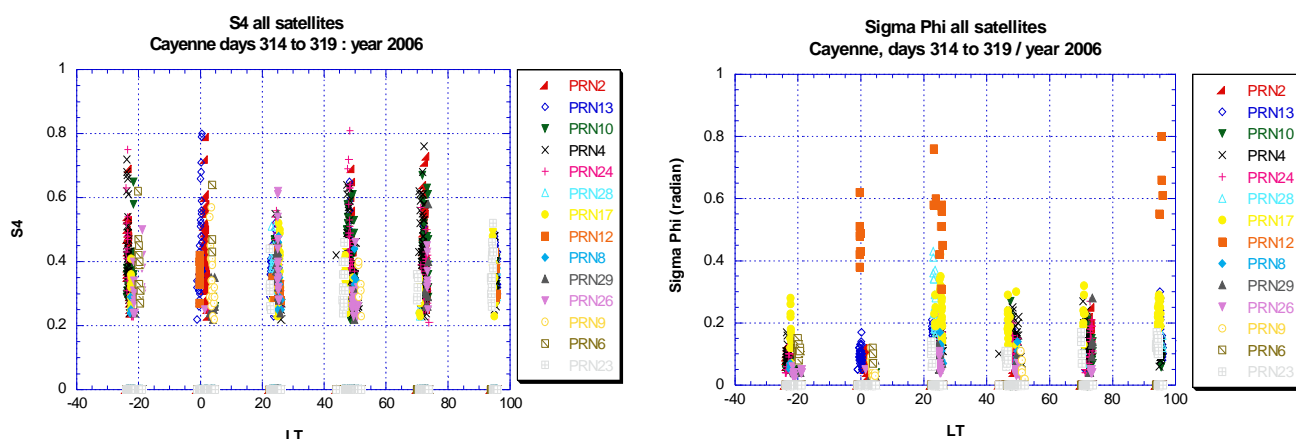 S4 all satellites
Cayenne days 314 to 319 : year 2006
1
0.8
0.6
0.4
0.2
0
S4
-40 -20 0 20 40 60 80 100
LT
PRN2
PRN13
PRN10
PRN4
PRN24
PRN28
PRN17
PRN12
PRN8
PRN29
PRN26
PRN9
PRN6
PRN23
Sigma Phi all satellites
Cayenne, days 314 to 319 / year 2006
1
0.8
0.6
0.4
0.2
0
Sigma Phi (radian)
-40 -20 0 20 40 60 80 100
LT
PRN2
PRN13
PRN10
PRN4
PRN24
PRN28
PRN17
PRN12
PRN8
PRN29
PRN26
PRN9
PRN6
PRN23